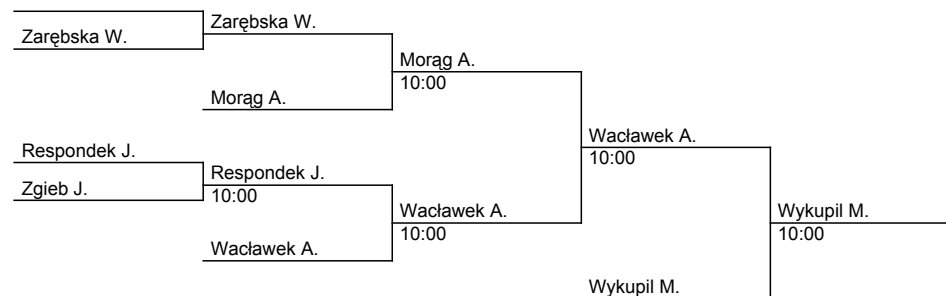 Zarębska W.
Zarębska W.
Morąg A.
10:00
Morąg A.
Wacławek A.
10:00
Respondek J.
Respondek J.
10:00
Zgieb J.
Wacławek A.
10:00
Wykupil M.
10:00
Wacławek A.
Wykupil M.